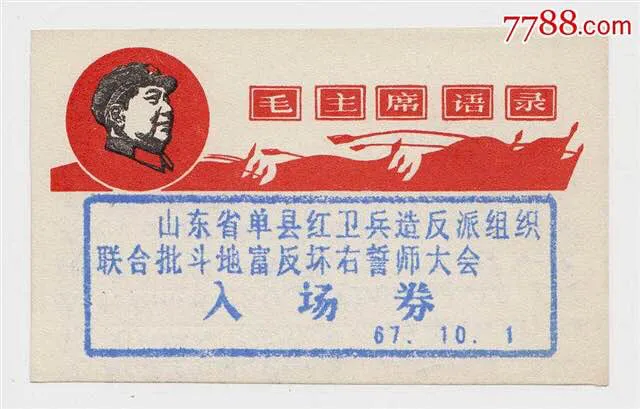 7788.com
毛主席语录
山东省单县红卫兵造反派组织
联合批斗地富反坏右誓师大会
入场券
67.10.1